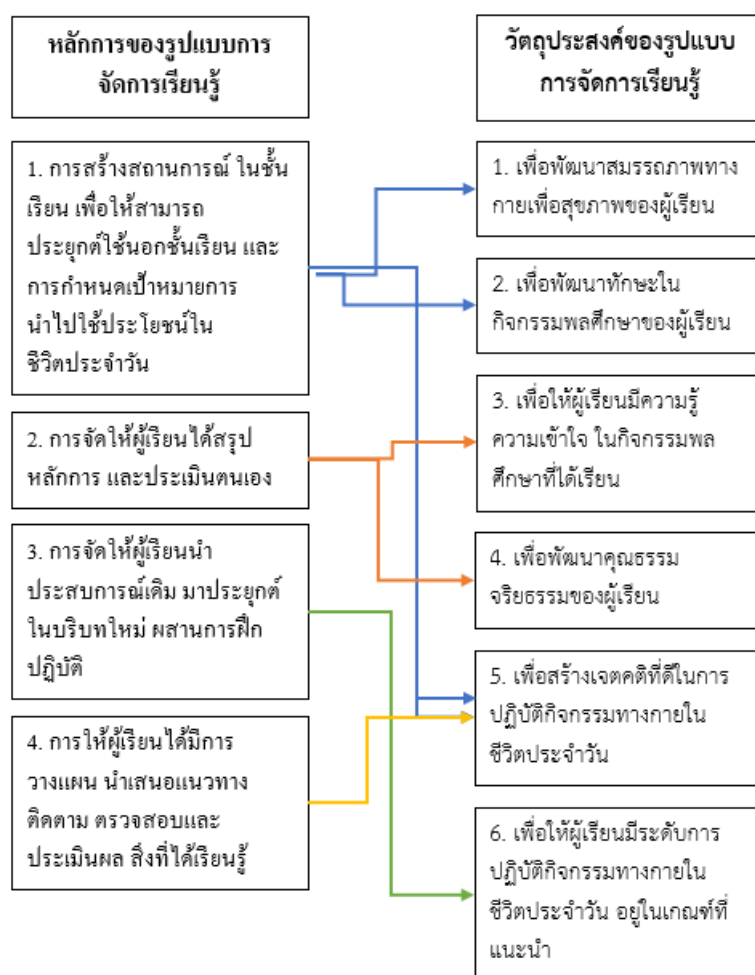 หลักการของรูปแบบการ
จัดการเรียนรู้
1. การสร้างสถานการณ์ ในชั้น
เรียน เพื่อให้สามารถ
ประยุกต์ใช้นอกชั้นเรียน และ
การกำหนดเป้าหมายการ
นำไปใช้ประโยชน์ใน
ชีวิตประจำวัน
2. การจัดให้ผู้เรียนได้สรุป
หลักการ และประเมินตนเอง
3. การจัดให้ผู้เรียนนำ
ประสบการณ์เดิม มาประยุกต์
ในบริบทใหม่ ผสานการฝึก
ปฏิบัติ
4. การให้ผู้เรียนได้มีการ
วางแผน นำเสนอแนวทาง
ติดตาม ตรวจสอบและ
ประเมินผล สิ่งที่ได้เรียนรู้
วัตถุประสงค์ของรูปแบบ
การจัดการเรียนรู้
1. เพื่อพัฒนาสมรรถภาพทาง
กายเพื่อสุขภาพของผู้เรียน
2. เพื่อพัฒนาทักษะใน
กิจกรรมพลศึกษาของผู้เรียน
3. เพื่อให้ผู้เรียนมีความรู้
ความเข้าใจ ในกิจกรรมพล
ศึกษาที่ได้เรียน
4. เพื่อพัฒนาคุณธรรม
จริยธรรมของผู้เรียน
5. เพื่อสร้างเจตคติที่ดีในการ
ปฏิบัติกิจกรรมทางกายใน
ชีวิตประจำวัน
6. เพื่อให้ผู้เรียนมีระดับการ
ปฏิบัติกิจกรรมทางกายใน
ชีวิตประจำวัน อยู่ในเกณฑ์ที่
แนะนำ